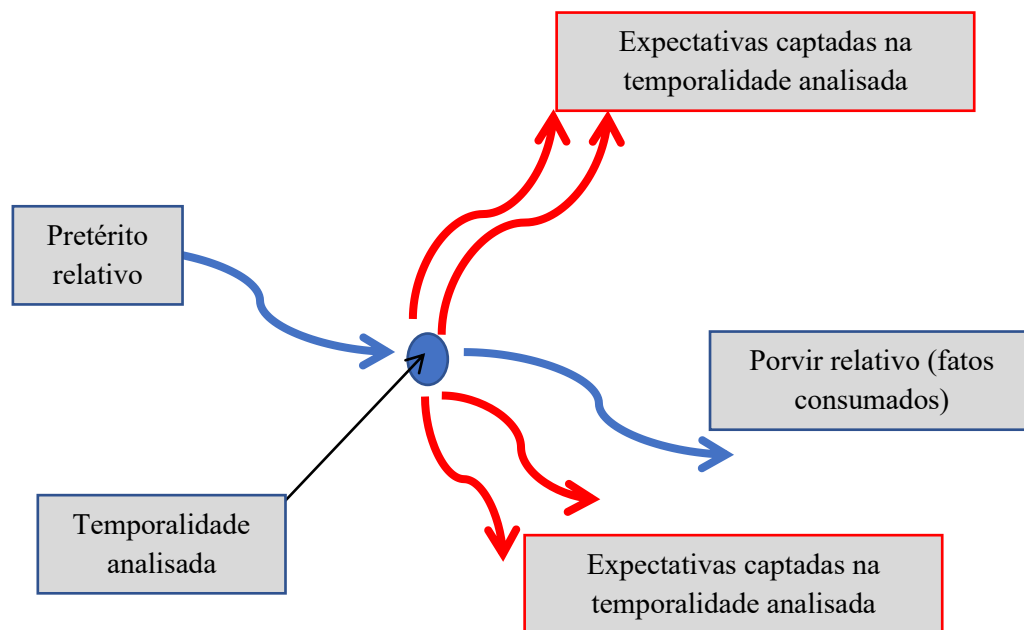 Expectativas captadas na
temporalidade analisada
Pretérito
relativo
Porvir relativo (fatos
consumados)
Temporalidade
analisada
Expectativas captadas na
temporalidade analisada